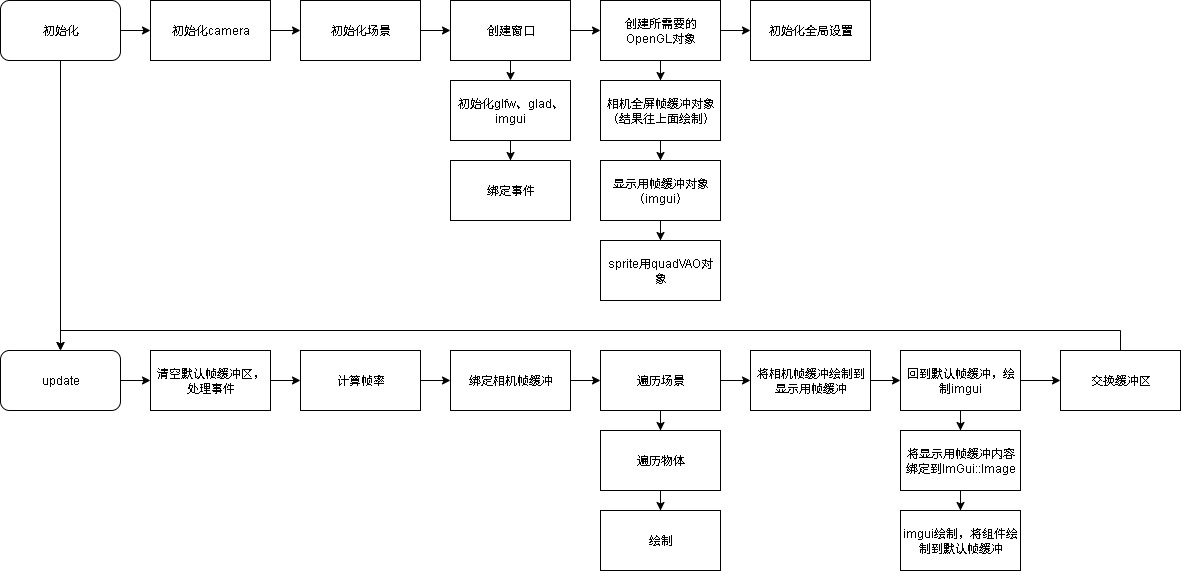 初始化
初始化camera
初始化场景
创建窗口
创建所需要的
OpenGL对象
初始化全局设置
初始化glfw、glad、
imgui
相机全屏帧缓冲对象
（结果往上面绘制）
绑定事件
显示用帧缓冲对象
（imgui）
sprite用quadVAO对
象
update
清空默认帧缓冲区，
处理事件
计算帧率
绑定相机帧缓冲
遍历场景
将相机帧缓冲绘制到
显示用帧缓冲
回到默认帧缓冲，绘
制imgui
交换缓冲区
遍历物体
将显示用帧缓冲内容
绑定到ImGui::Image
绘制
imgui绘制，将组件绘
制到默认帧缓冲